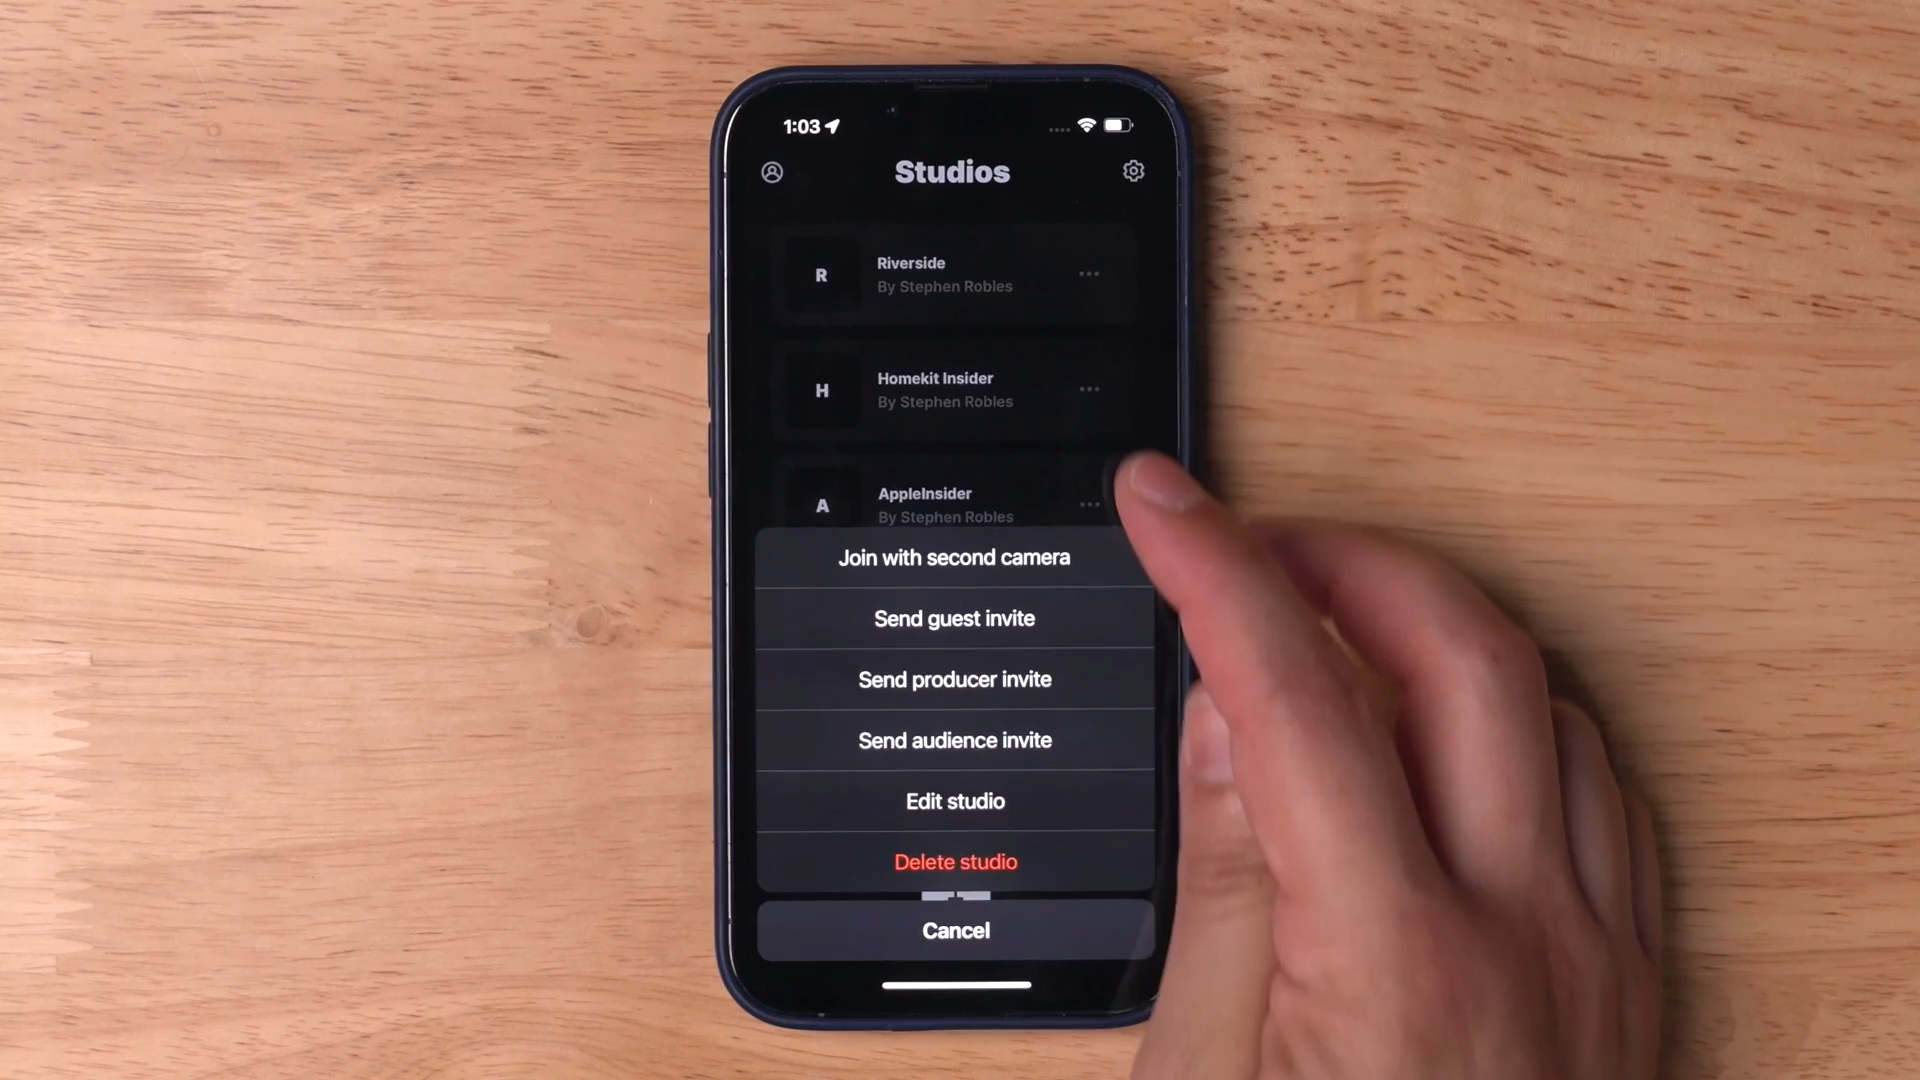 1:03
Studios
R
Riverside
By Stephen Robles
H
Homekit Insider
By Stephen Robles
A
AppleInsider
By Stephen Robles
Join with second camera
Send guest invite
Send producer invite
Send audience invite
Edit studio
Delete studio
Cancel